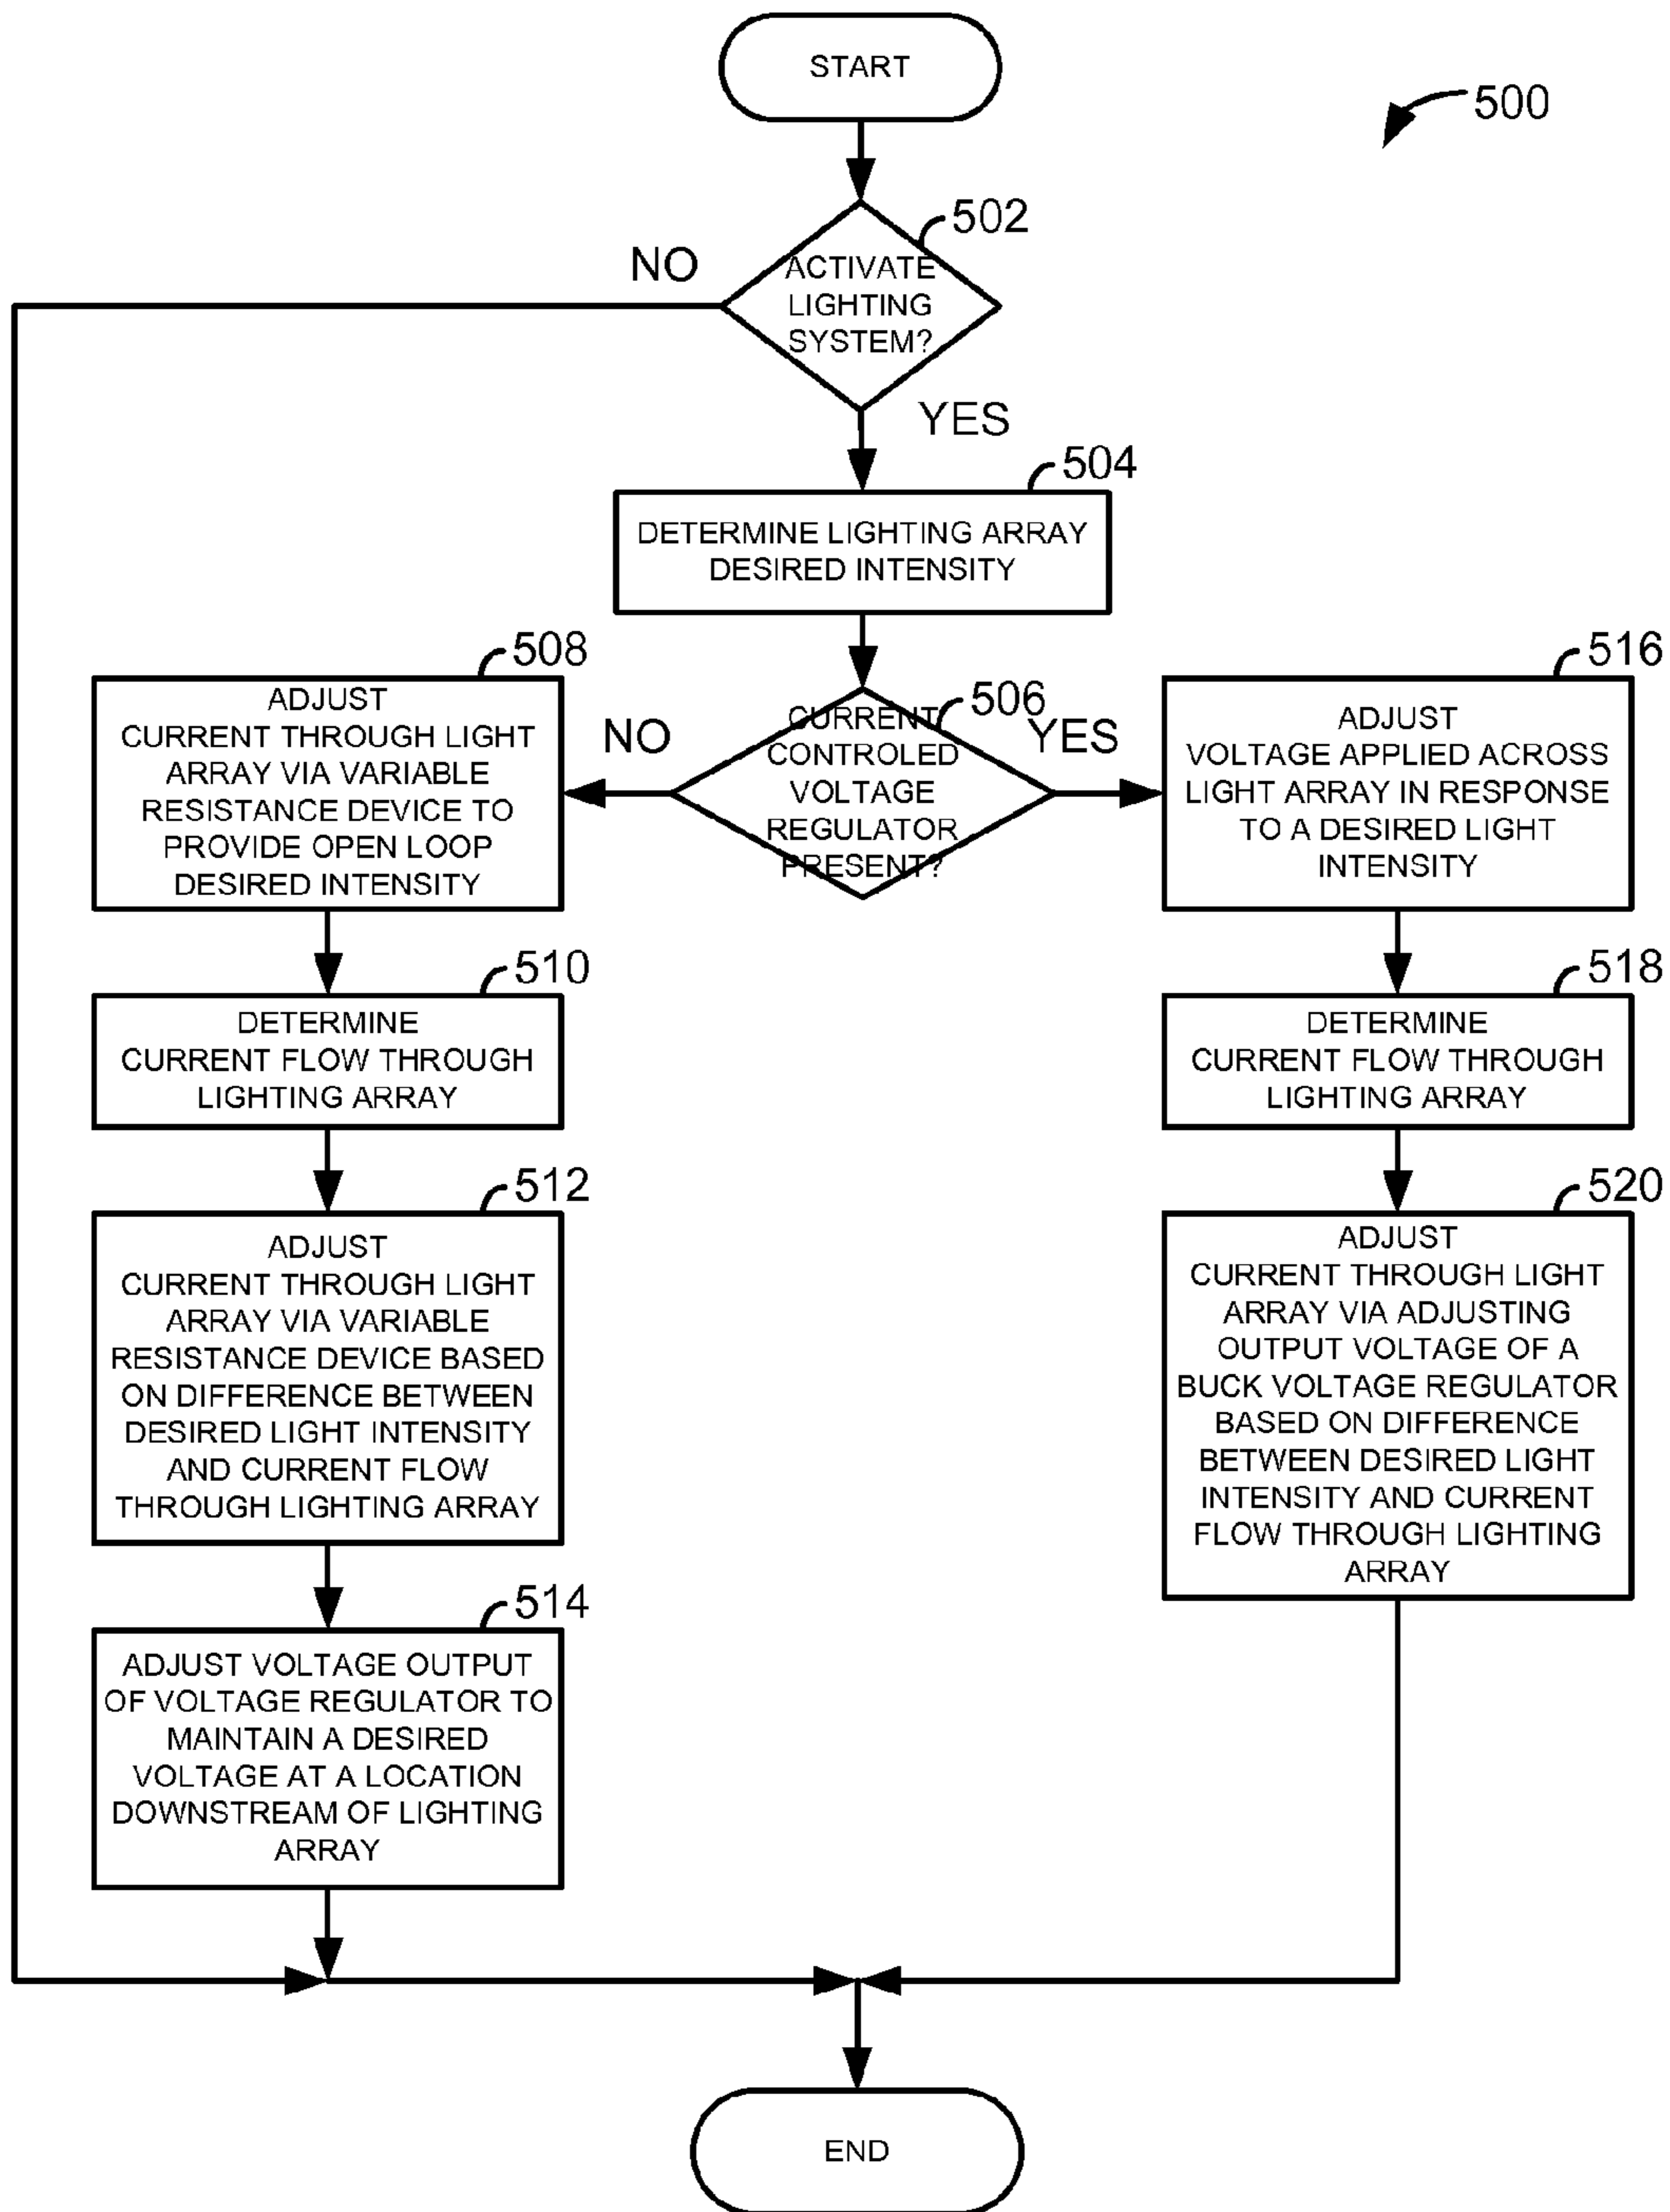 START
500
502
NO
ACTIVATE
LIGHTING
SYSTEM?
YES
504
DETERMINE LIGHTING ARRAY
DESIRED INTENSITY
508
ADJUST
CURRENT THROUGH LIGHT
ARRAY VIA VARIABLE
RESISTANCE DEVICE TO
PROVIDE OPEN LOOP
DESIRED INTENSITY
NO
506
CURRENT
CONTROLED
VOLTAGE
REGULATOR
PRESENT?
YES
516
ADJUST
VOLTAGE APPLIED ACROSS
LIGHT ARRAY IN RESPONSE
TO A DESIRED LIGHT
INTENSITY
510
DETERMINE
CURRENT FLOW THROUGH
LIGHTING ARRAY
518
DETERMINE
CURRENT FLOW THROUGH
LIGHTING ARRAY
512
ADJUST
CURRENT THROUGH LIGHT
ARRAY VIA VARIABLE
RESISTANCE DEVICE BASED
ON DIFFERENCE BETWEEN
DESIRED LIGHT INTENSITY
AND CURRENT FLOW
THROUGH LIGHTING ARRAY
520
ADJUST
CURRENT THROUGH LIGHT
ARRAY VIA ADJUSTING
OUTPUT VOLTAGE OF A
BUCK VOLTAGE REGULATOR
BASED ON DIFFERENCE
BETWEEN DESIRED LIGHT
INTENSITY AND CURRENT
FLOW THROUGH LIGHTING
ARRAY
514
ADJUST VOLTAGE OUTPUT
OF VOLTAGE REGULATOR TO
MAINTAIN A DESIRED
VOLTAGE AT A LOCATION
DOWNSTREAM OF LIGHTING
ARRAY
END